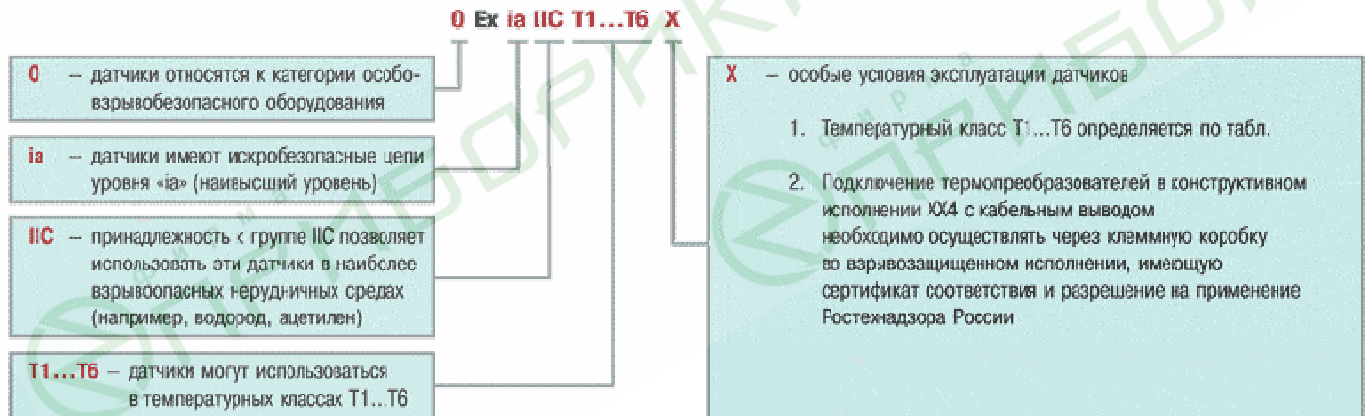 0 Ex ia IIC T1...T6 X
0 – датчики относятся к категории особо-
взрывобезопасного оборудования
ia – датчики имеют искробезопасные цепи
уровня «ia» (наивысший уровень)
IIC – принадлежность к группе IIC позволяет
использовать эти датчики в наиболее
взрывоопасных нерудничных средах
(например, водород, ацетилен)
T1...T6 – датчики могут использоваться
в температурных классах T1...T6
X – особые условия эксплуатации датчиков
1. Температурный класс T1...T6 определяется по табл.
2. Подключение термопреобразователей в конструктивном
исполнении XX4 с кабельным выводом
необходимо осуществлять через клеммную коробку
во взрывозащищенном исполнении, имеющую
сертификат соответствия и разрешение на применение
Ростехнадзора России
фирма
ПРИБОРИК